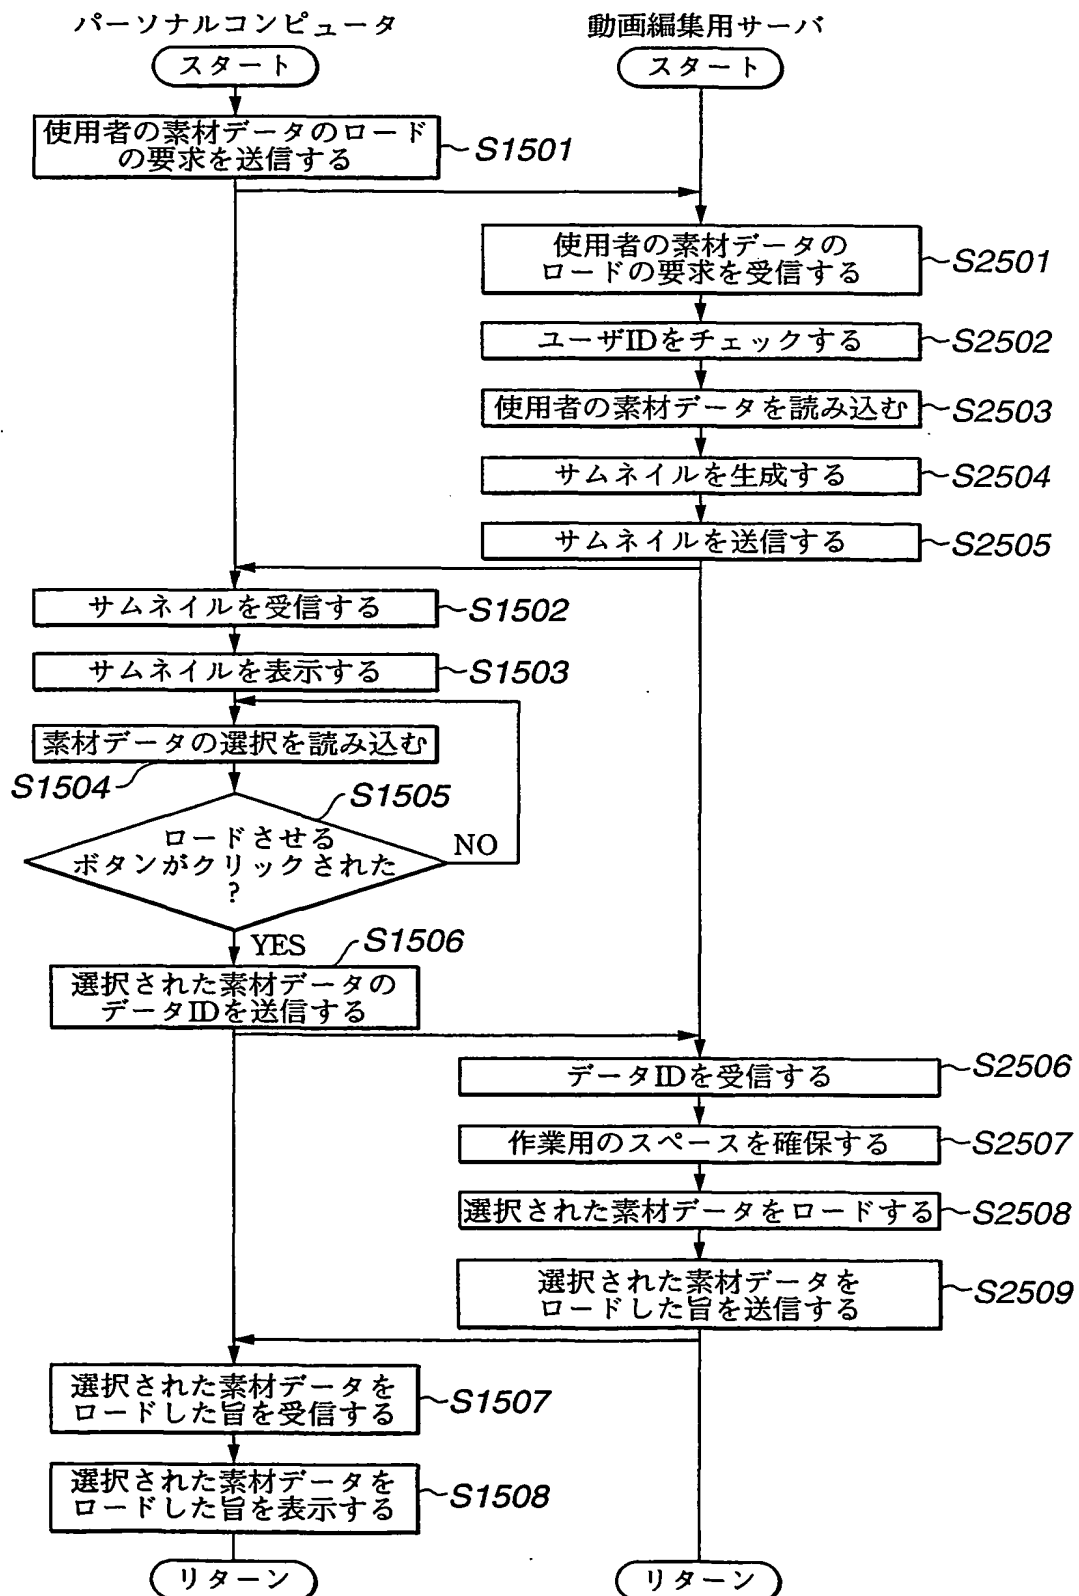 パーソナルコンピュータ
動画編集用サーバ
スタート
スタート
使用者の素材データのロード
の要求を送信する
S1501
使用者の素材データの
ロードの要求を受信する
S2501
ユーザIDをチェックする
S2502
使用者の素材データを読み込む
S2503
サムネイルを生成する
S2504
サムネイルを送信する
S2505
サムネイルを受信する
S1502
サムネイルを表示する
S1503
素材データの選択を読み込む
S1504
S1505
ロードさせる
ボタンがクリックされた
?
NO
YES
S1506
選択された素材データの
データIDを送信する
データIDを受信する
S2506
作業用のスペースを確保する
S2507
選択された素材データをロードする
S2508
選択された素材データを
ロードした旨を送信する
S2509
選択された素材データを
ロードした旨を受信する
S1507
選択された素材データを
ロードした旨を表示する
S1508
リターン
リターン